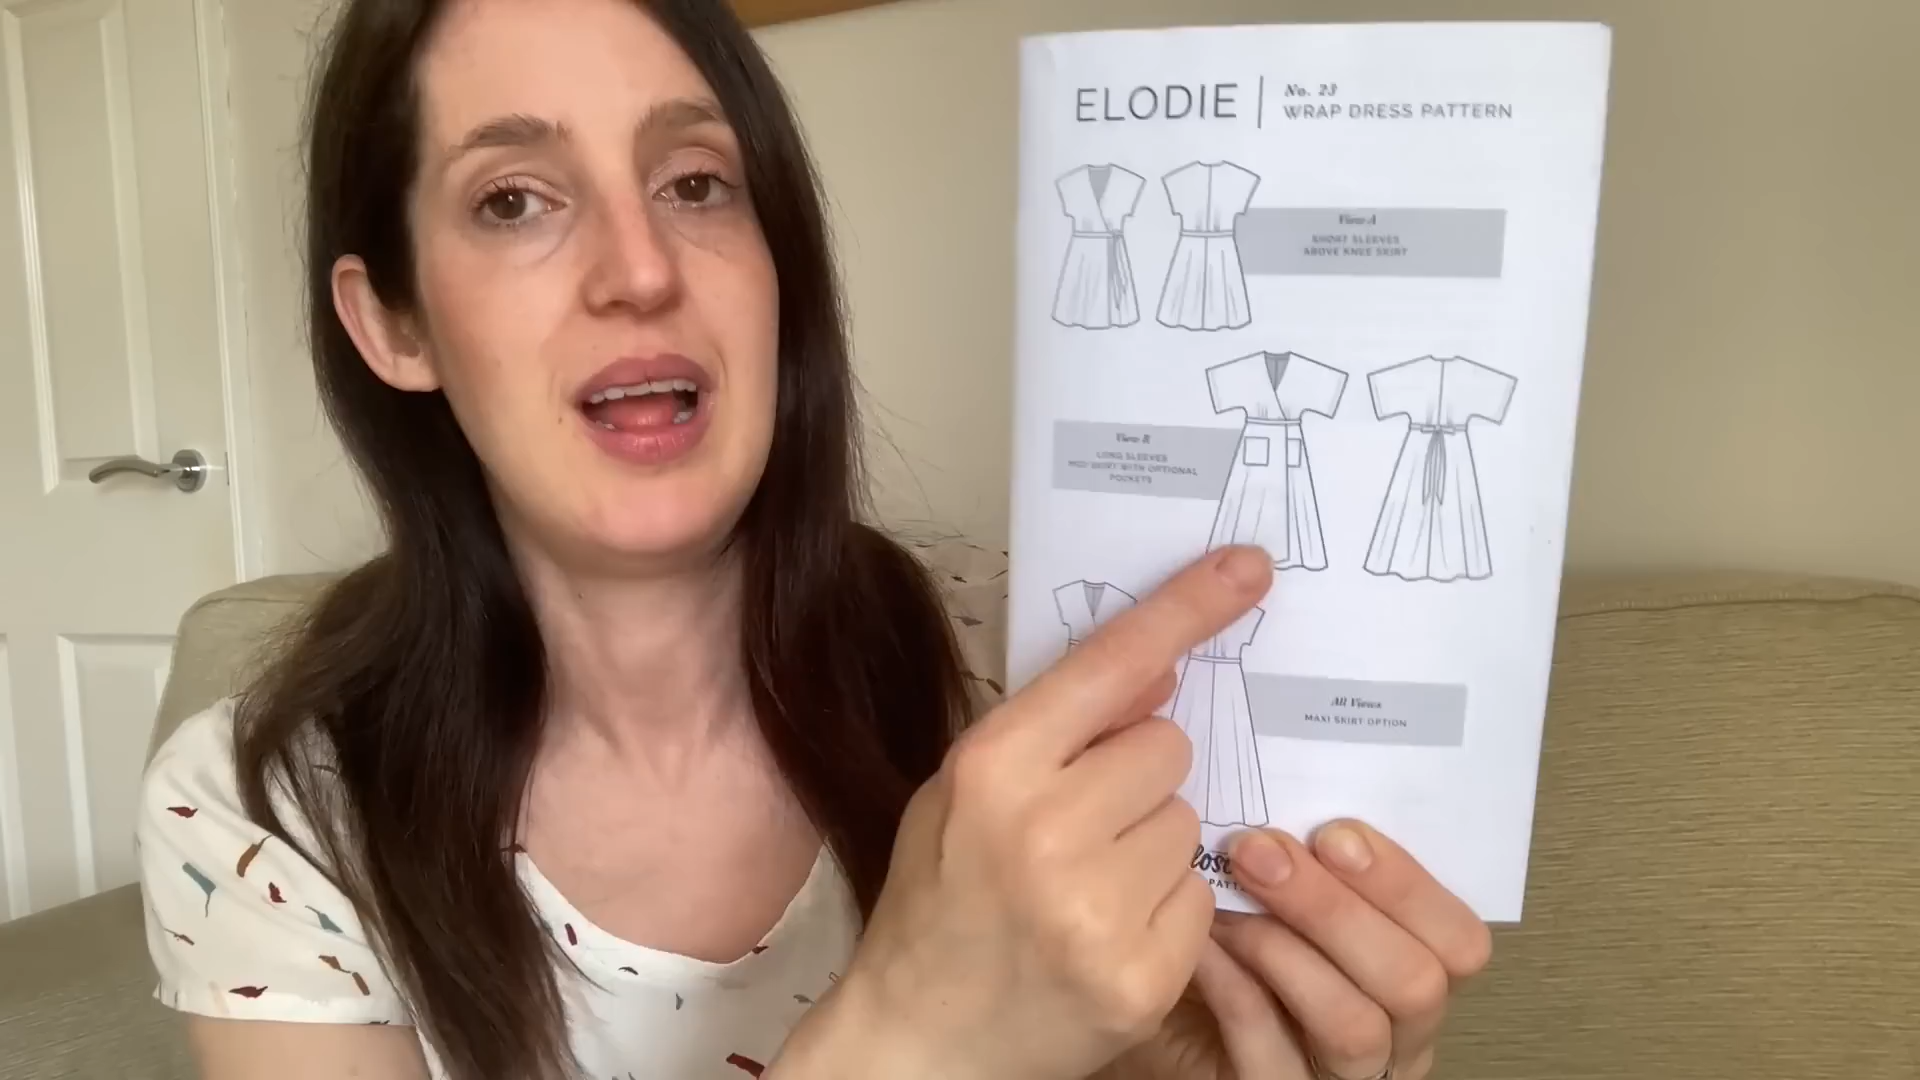 ELODIE
No. 23
WRAP DRESS PATTERN
View A
SHORT SLEEVES
ABOVE KNEE SKIRT
View B
LONG SLEEVES
MIDI SKIRT WITH OPTIONAL
POCKETS
All Views
MAXI SKIRT OPTION